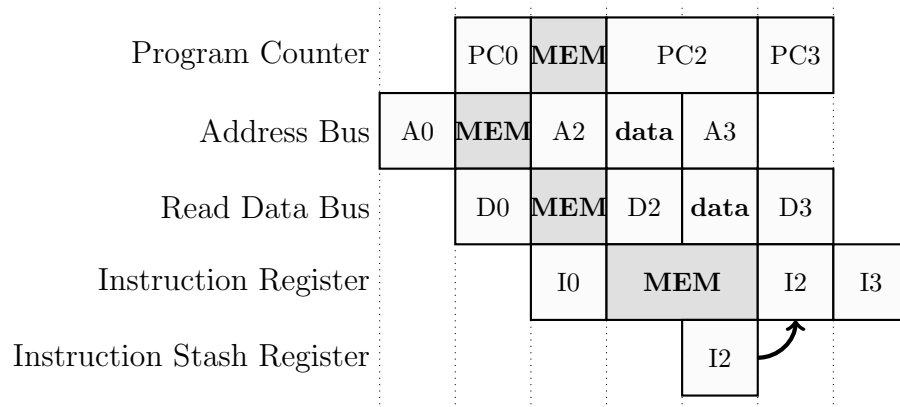 Program Counter PC0 MEM PC2 PC3
Address Bus A0 MEM A2 data A3
Read Data Bus D0 MEM D2 data D3
Instruction Register I0 MEM I2 I3
Instruction Stash Register I2